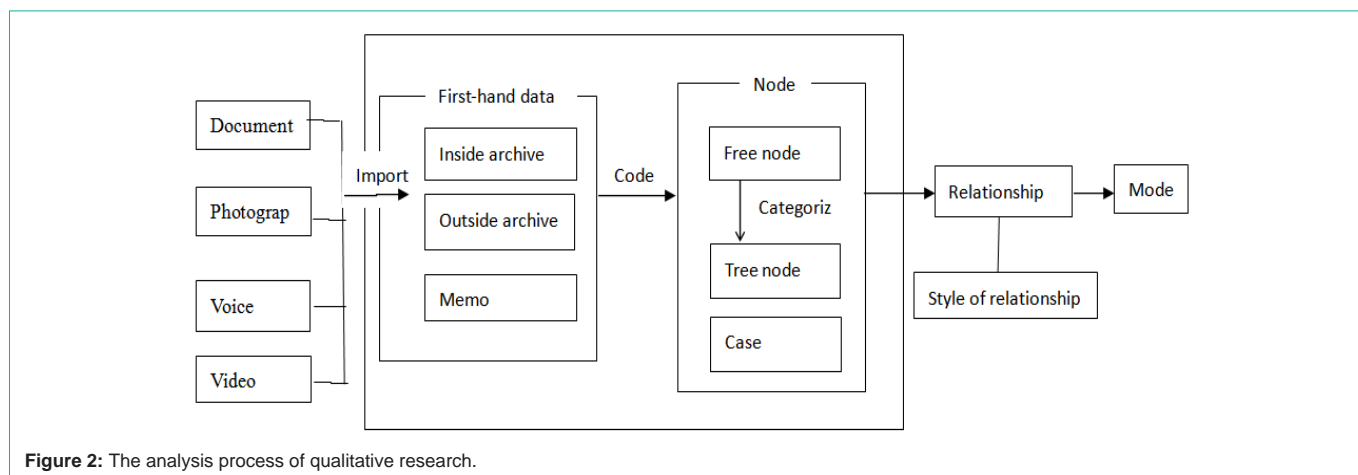 Document
Photograp
Voice
Video
Import
First-hand data
Inside archive
Outside archive
Memo
Code
Node
Free node
Categoriz
Tree node
Case
Relationship
Mode
Style of relationship
Figure 2: The analysis process of qualitative research.